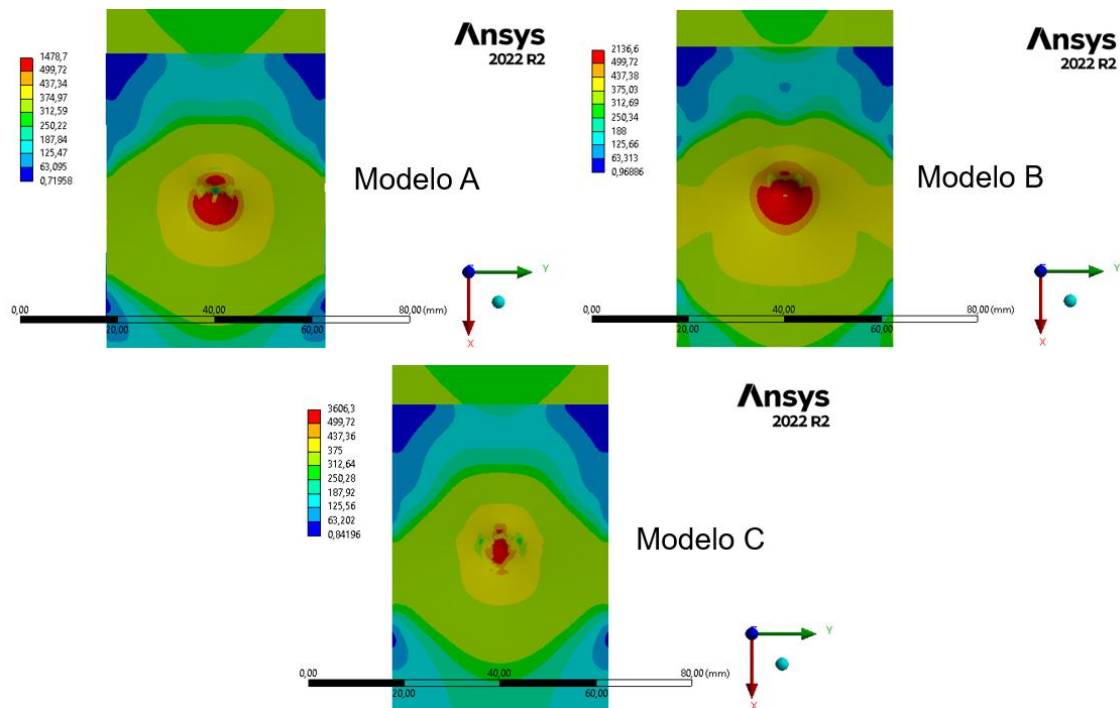 Ansys
2022 R2
1478,7
499,72
437,34
374,97
312,59
250,22
187,84
125,47
63,095
0,71958
Modelo A
Y
X
0,00
40,00
80,00 (mm)
20,00
60,00
Ansys
2022 R2
2136,6
499,72
437,38
375,03
312,69
250,34
188
125,66
63,313
0,96886
Modelo B
Y
X
0,00
40,00
80,00 (mm)
20,00
60,00
Ansys
2022 R2
3606,3
499,72
437,36
375
312,64
250,28
187,92
125,56
63,202
0,84196
Modelo C
Y
X
0,00
40,00
80,00 (mm)
20,00
60,00